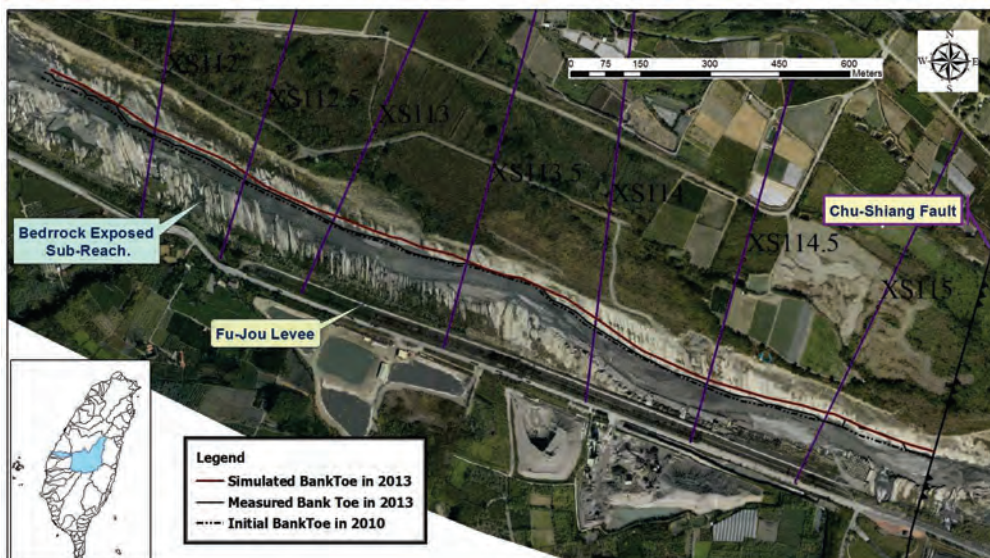 XS112
XS112.5
XS113
XS113.5
XS114
XS114.5
XS115
0 75 150 300 450 600
Meters
N
W E
S
Bedrrock Exposed
Sub-Reach.
Fu-Jou Levee
Chu-Shiang Fault
Legend
Simulated BankToe in 2013
Measured Bank Toe in 2013
Initial BankToe in 2010